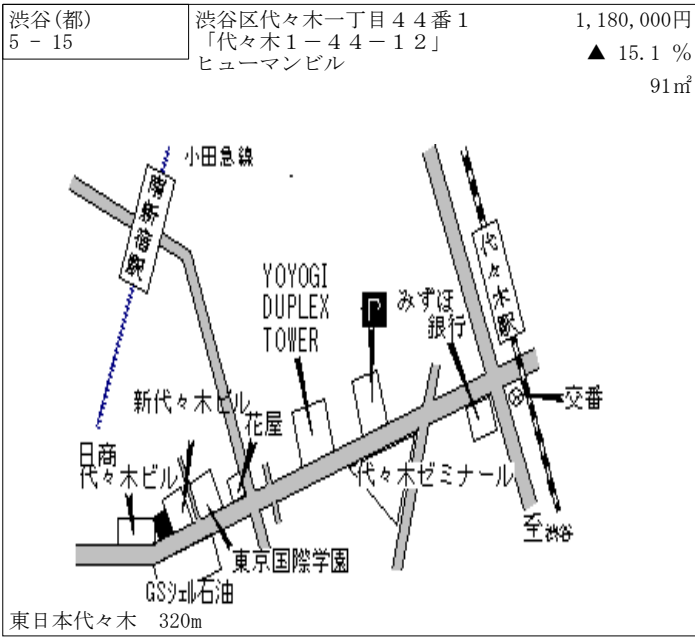 渋谷(都)
5 - 15
渋谷区代々木一丁目４４番１
「代々木１－４４－１２」
ヒューマンビル
1,180,000円
▲ 15.1 %
91㎡
小田急線
南新宿駅
代々木駅
YOYOGI
DUPLEX
TOWER
みずほ
銀行
新代々木ビル
花屋
交番
日商
代々木ビル
代々木ゼミナール
至渋谷
東京国際学園
GSシェル石油
東日本代々木 320m